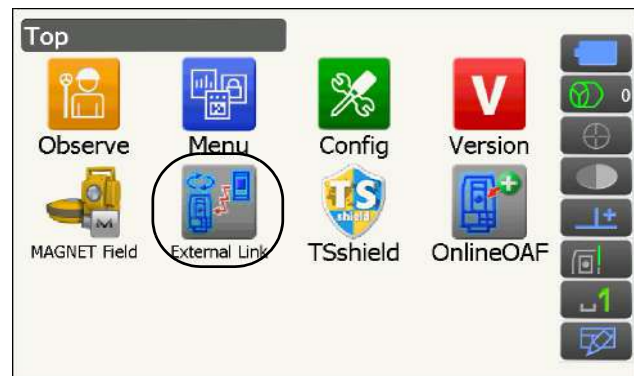 Top
Observe Menu Config Version
MAGNET Field External Link TSshield OnlineOAF
V
M
TS
shield
0
1